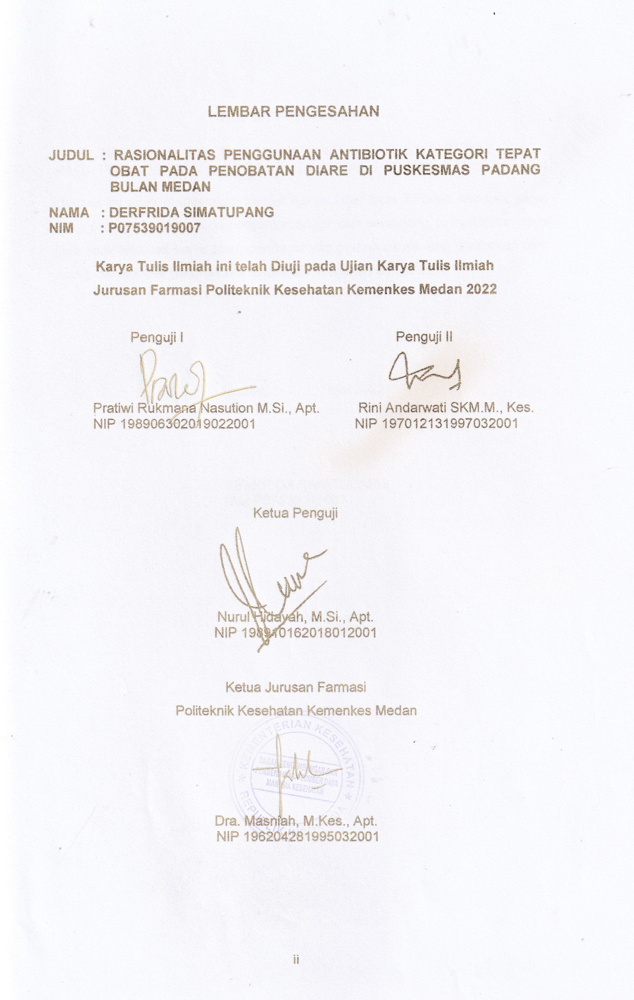 LEMBAR PENGESAHAN
JUDUL : RASIONALITAS PENGGUNAAN ANTIBIOTIK KATEGORI TEPAT
OBAT PADA PENOBATAN DIARE DI PUSKESMAS PADANG
BULAN MEDAN
NAMA : DERFRIDA SIMATUPANG
NIM : P07539019007
Karya Tulis Ilmiah ini telah Diuji pada Ujian Karya Tulis Ilmiah
Jurusan Farmasi Politeknik Kesehatan Kemenkes Medan 2022
Penguji I
Penguji II
Pratiwi Rukmana Nasution M.Si., Apt.
NIP 198906302019022001
Rini Andarwati SKM.M., Kes.
NIP 197012131997032001
Ketua Penguji
Nurul Hidayah, M.Si., Apt.
NIP 198910162018012001
Ketua Jurusan Farmasi
Politeknik Kesehatan Kemenkes Medan
KEMENTERIAN KESEHATAN
BADAN PENGEMBANGAN DAN
PEMBERDAYAAN SUMBER DAYA
MANUSIA KESEHATAN
REPUBLIK
Dra. Masniah, M.Kes., Apt.
NIP 196204281995032001
ii